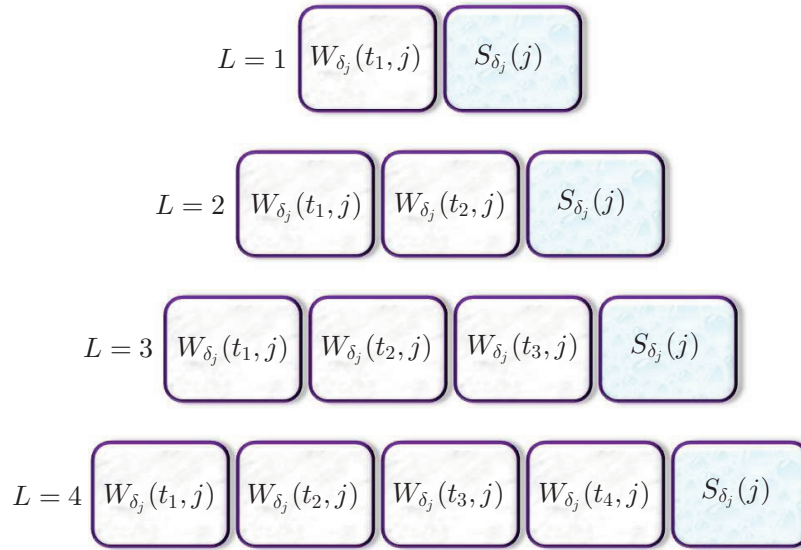 L = 1 W_{δ_j}(t_1, j) S_{δ_j}(j)
L = 2 W_{δ_j}(t_1, j) W_{δ_j}(t_2, j) S_{δ_j}(j)
L = 3 W_{δ_j}(t_1, j) W_{δ_j}(t_2, j) W_{δ_j}(t_3, j) S_{δ_j}(j)
L = 4 W_{δ_j}(t_1, j) W_{δ_j}(t_2, j) W_{δ_j}(t_3, j) W_{δ_j}(t_4, j) S_{δ_j}(j)